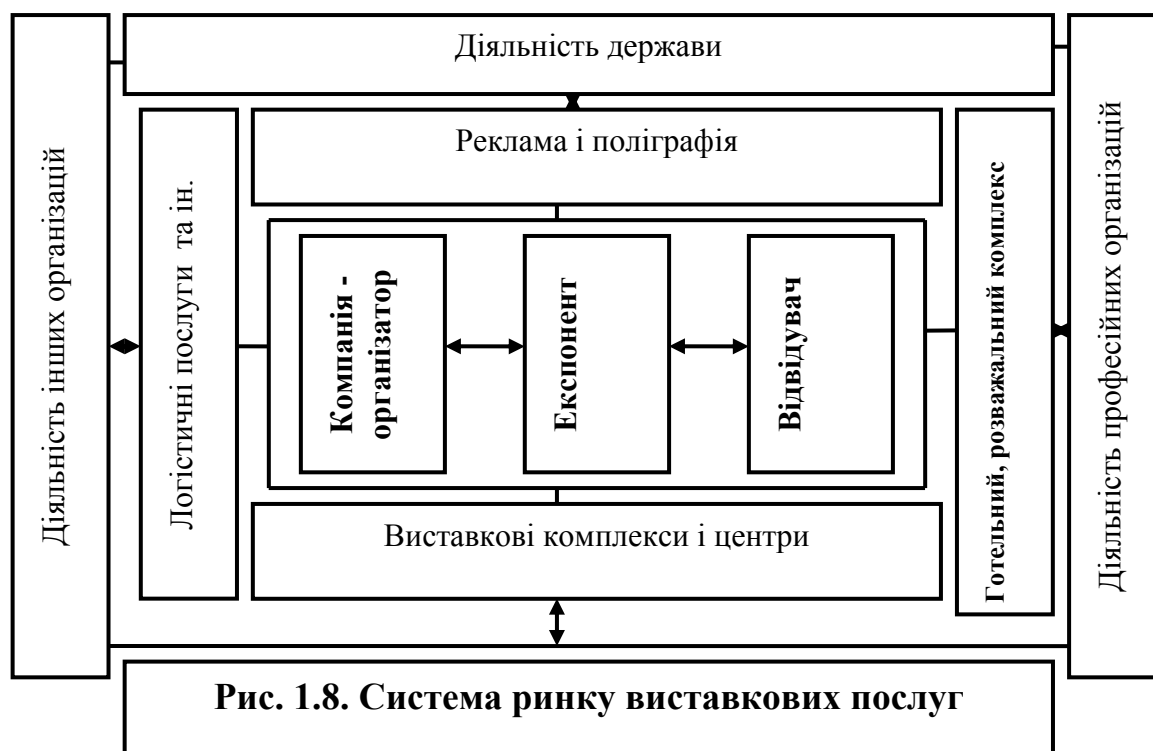 Діяльність держави
Діяльність інших організацій
Логістичні послуги та ін.
Реклама і поліграфія
Компанія -
організатор
Експонент
Відвідувач
Готельний, розважальний комплекс
Діяльність професійних організацій
Виставкові комплекси і центри
Рис. 1.8. Система ринку виставкових послуг